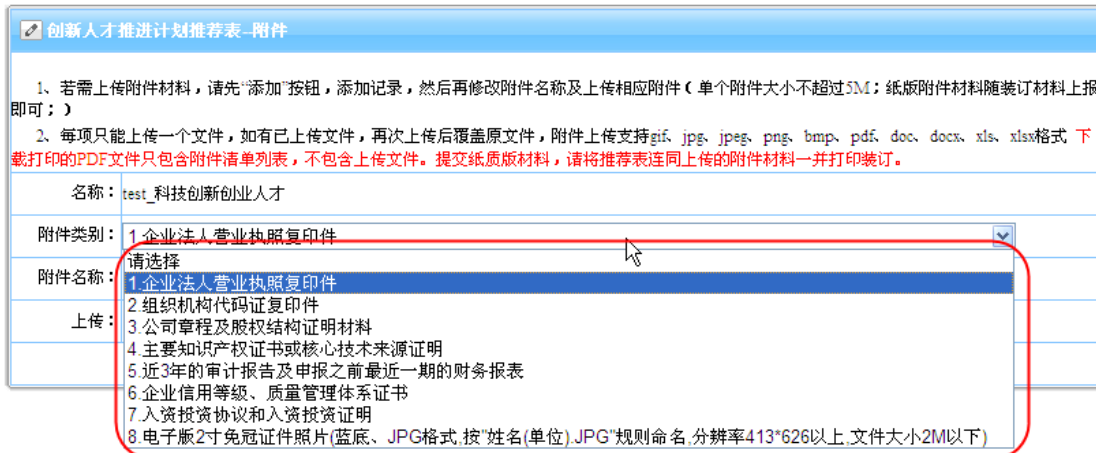 创新人才推进计划推荐表--附件
1、若需上传附件材料，请先"添加"按钮，添加记录，然后再修改附件名称及上传相应附件（单个附件大小不超过5M；纸版附件材料随装订材料上报
即可；）
2、每项只能上传一个文件，如有已上传文件，再次上传后覆盖原文件，附件上传支持gif、jpg、jpeg、png、bmp、pdf、doc、docx、xls、xlsx格式 下
载打印的PDF文件只包含附件清单列表，不包含上传文件。提交纸质版材料，请将推荐表连同上传的附件材料一并打印装订。
名称：test_科技创新创业人才
附件类别：1.企业法人营业执照复印件
请选择
附件名称：
1.企业法人营业执照复印件
2.组织机构代码证复印件
上传：
3.公司章程及股权结构证明材料
4.主要知识产权证书或核心技术来源证明
5.近3年的审计报告及申报之前最近一期的财务报表
6.企业信用等级、质量管理体系证书
7.入资投资协议和入资投资证明
8.电子版2寸免冠证件照片(蓝底、JPG格式,按"姓名(单位).JPG"规则命名,分辨率413*626以上,文件大小2M以下)